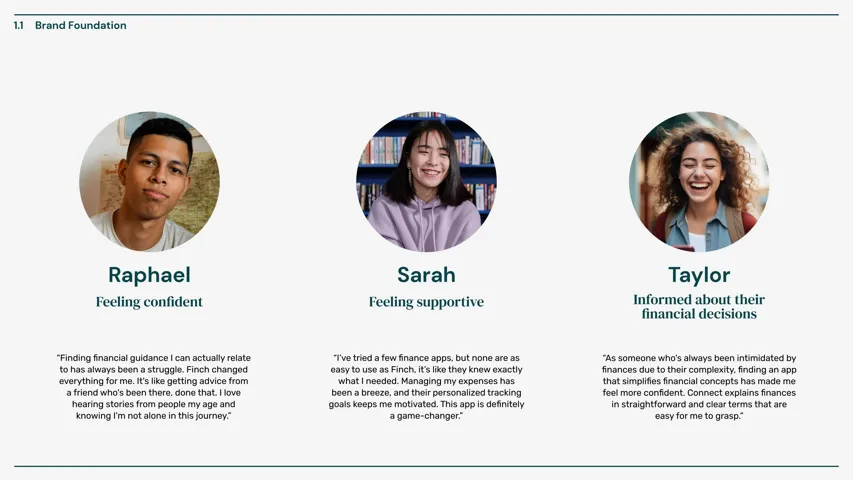 1.1 Brand Foundation
Raphael
Feeling confident
“Finding financial guidance I can actually relate
to has always been a struggle. Finch changed
everything for me. It’s like getting advice from
a friend who’s been there, done that. I love
hearing stories from people my age and
knowing I’m not alone in this journey.”
Sarah
Feeling supportive
“I’ve tried a few finance apps, but none are as
easy to use as Finch, it’s like they knew exactly
what I needed. Managing my expenses has
been a breeze, and their personalized tracking
goals keeps me motivated. This app is definitely
a game-changer.”
Taylor
Informed about their
financial decisions
“As someone who’s always been intimidated by
finances due to their complexity, finding an app
that simplifies financial concepts has made me
feel more confident. Connect explains finances
in straightforward and clear terms that are
easy for me to grasp.”